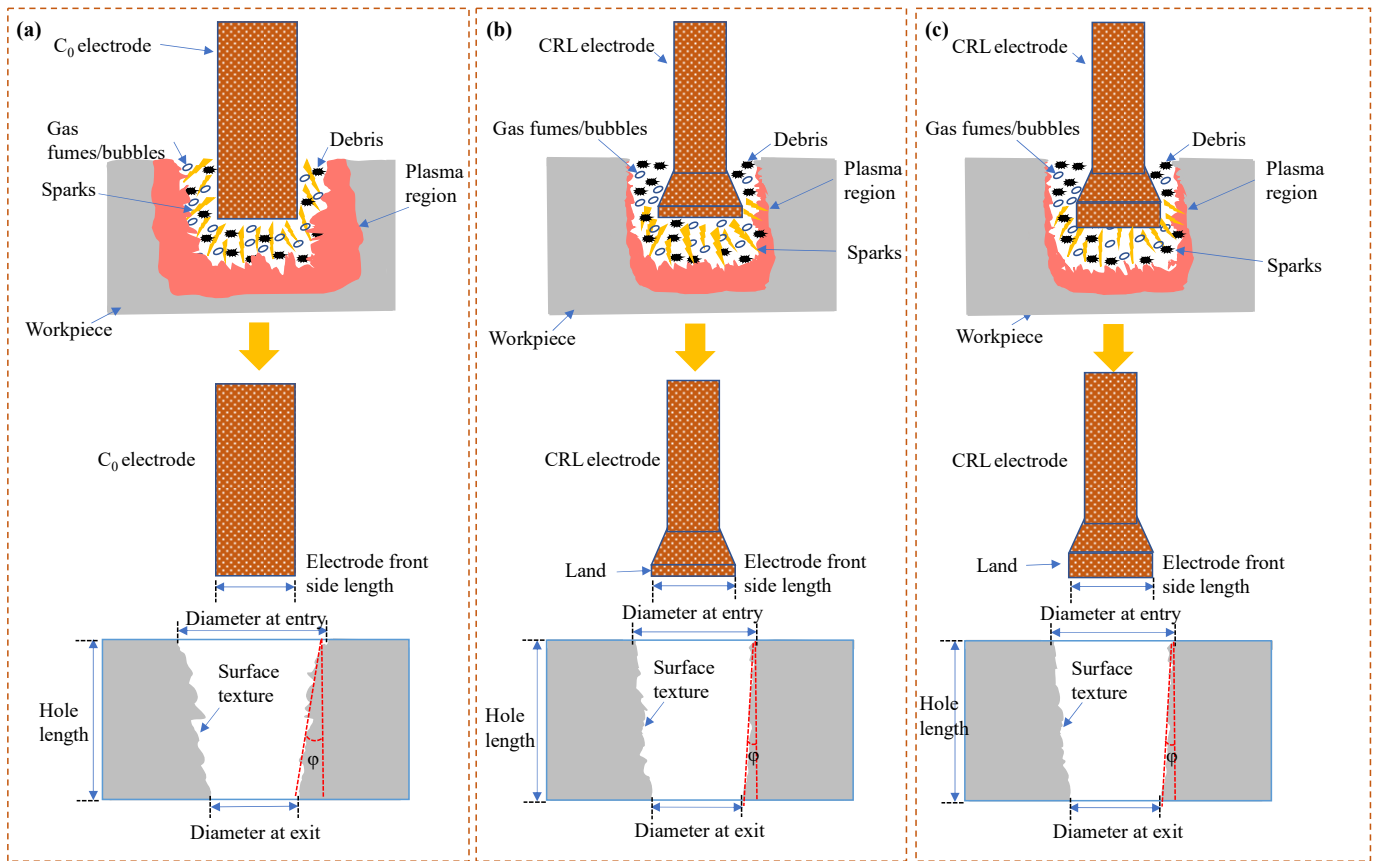 (a)
C₀
electrode
Gas
fumes/bubbles
Debris
Sparks
Plasma
region
Workpiece
C₀ electrode
Electrode front
side length
Diameter at entry
Surface
texture
Hole
length
φ
Diameter at exit
(b)
CRL electrode
Gas fumes/bubbles
Debris
Plasma
region
Sparks
Workpiece
CRL electrode
Land
Electrode front
side length
Diameter at entry
Surface
texture
Hole
length
φ
Diameter at exit
(c)
CRL electrode
Gas fumes/bubbles
Debris
Plasma
region
Sparks
Workpiece
CRL electrode
Land
Electrode front
side length
Diameter at entry
Surface
texture
Hole
length
φ
Diameter at exit